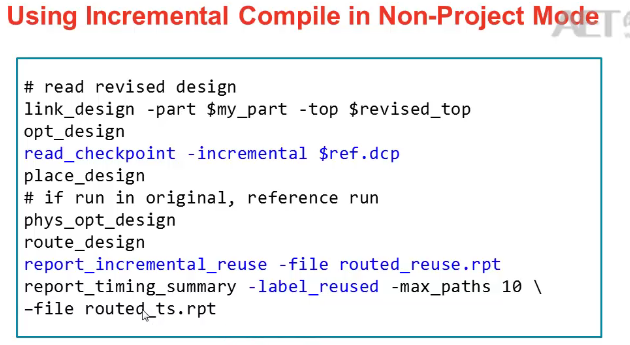 Using Incremental Compile in Non-Project Mode
# read revised design
link_design -part $my_part -top $revised_top
opt_design
read_checkpoint -incremental $ref.dcp
place_design
# if run in original, reference run
phys_opt_design
route_design
report_incremental_reuse -file routed_reuse.rpt
report_timing_summary -label_reused -max_paths 10 \
–file routed_ts.rpt